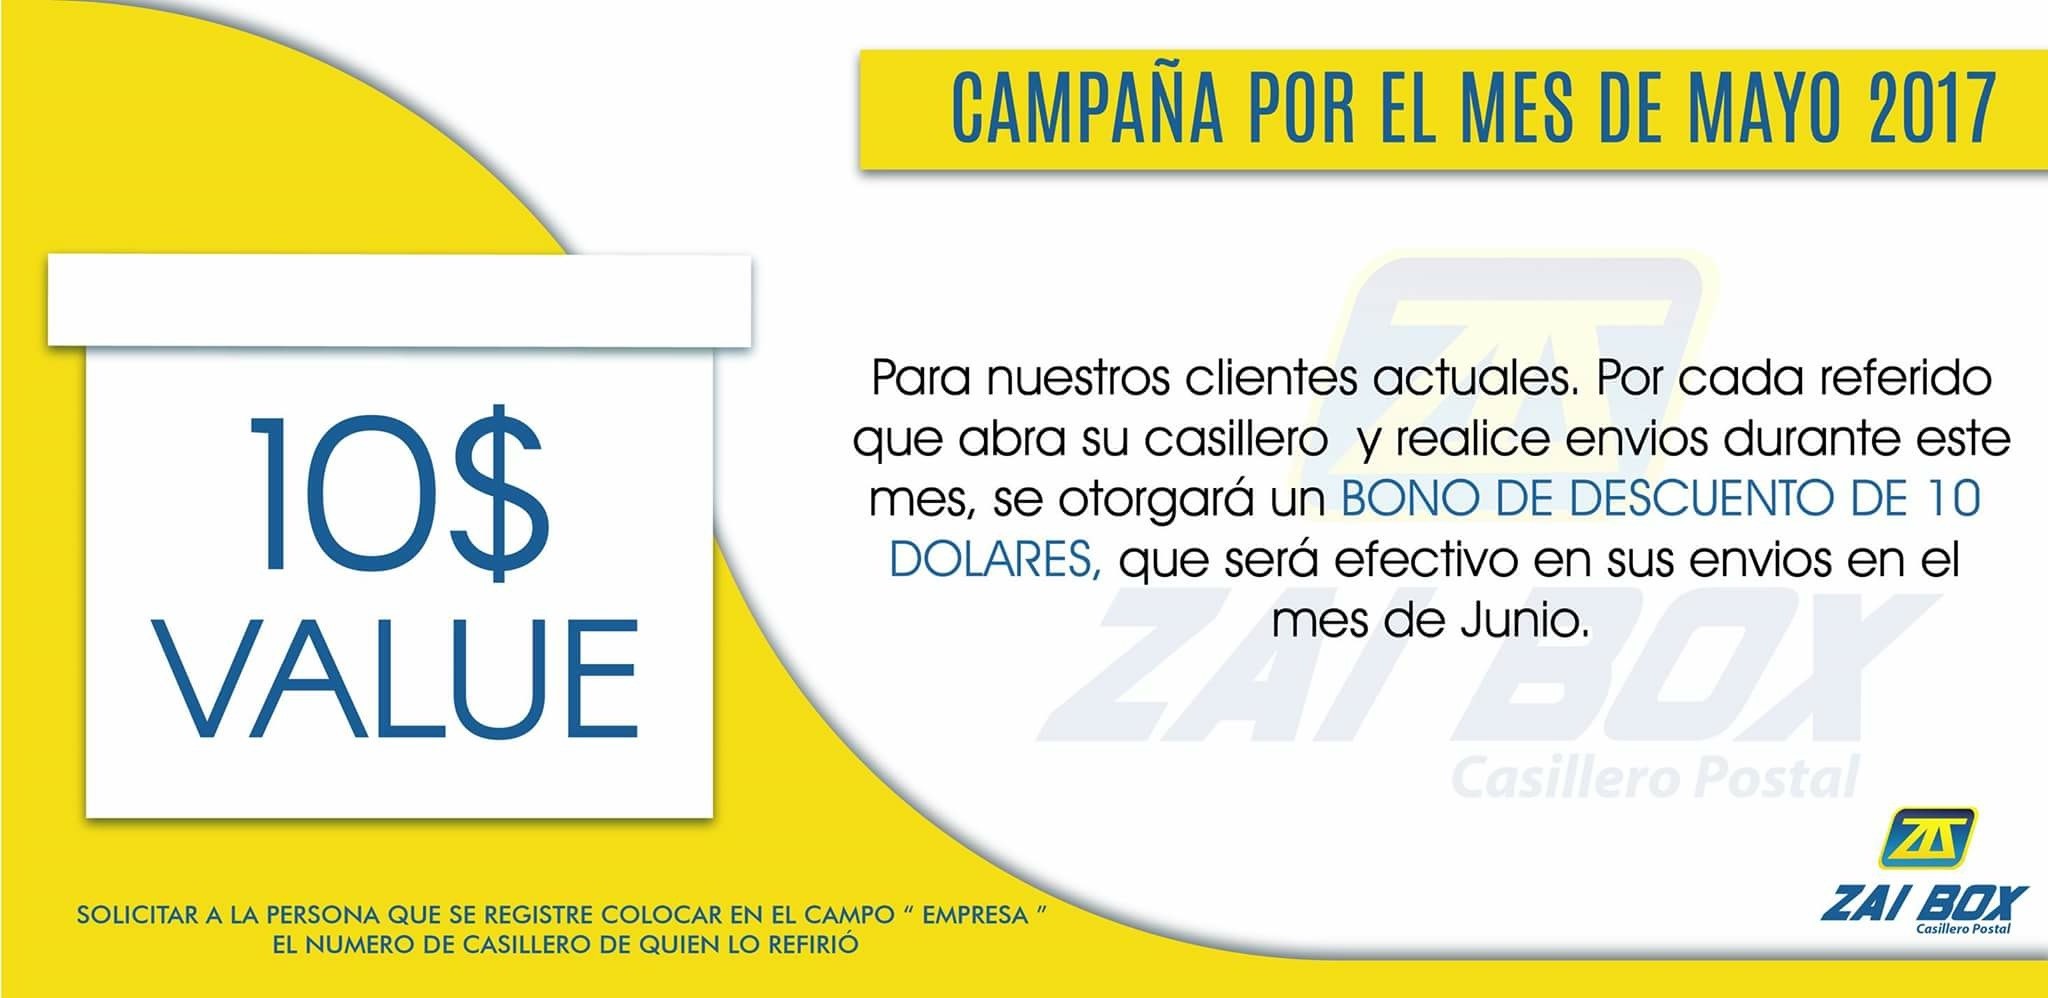 CAMPAÑA POR EL MES DE MAYO 2017
10$
VALUE
Para nuestros clientes actuales. Por cada referido
que abra su casillero y realice envios durante este
mes, se otorgará un BONO DE DESCUENTO DE 10
DOLARES, que será efectivo en sus envios en el
mes de Junio.
ZAI BOX
Casillero Postal
SOLICITAR A LA PERSONA QUE SE REGISTRE COLOCAR EN EL CAMPO “ EMPRESA ”
EL NUMERO DE CASILLERO DE QUIEN LO REFIRIÓ
ZAI BOX
Casillero Postal